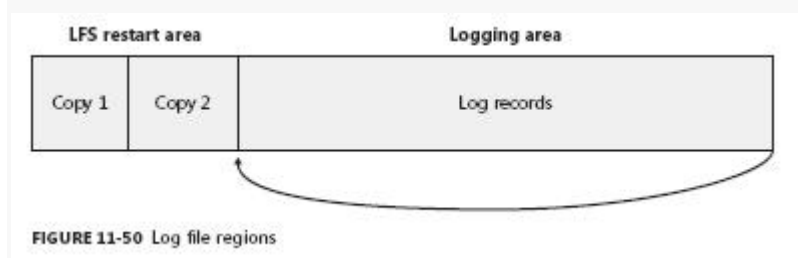 LFS restart area
Logging area
Copy 1
Copy 2
Log records
FIGURE 11-50 Log file regions